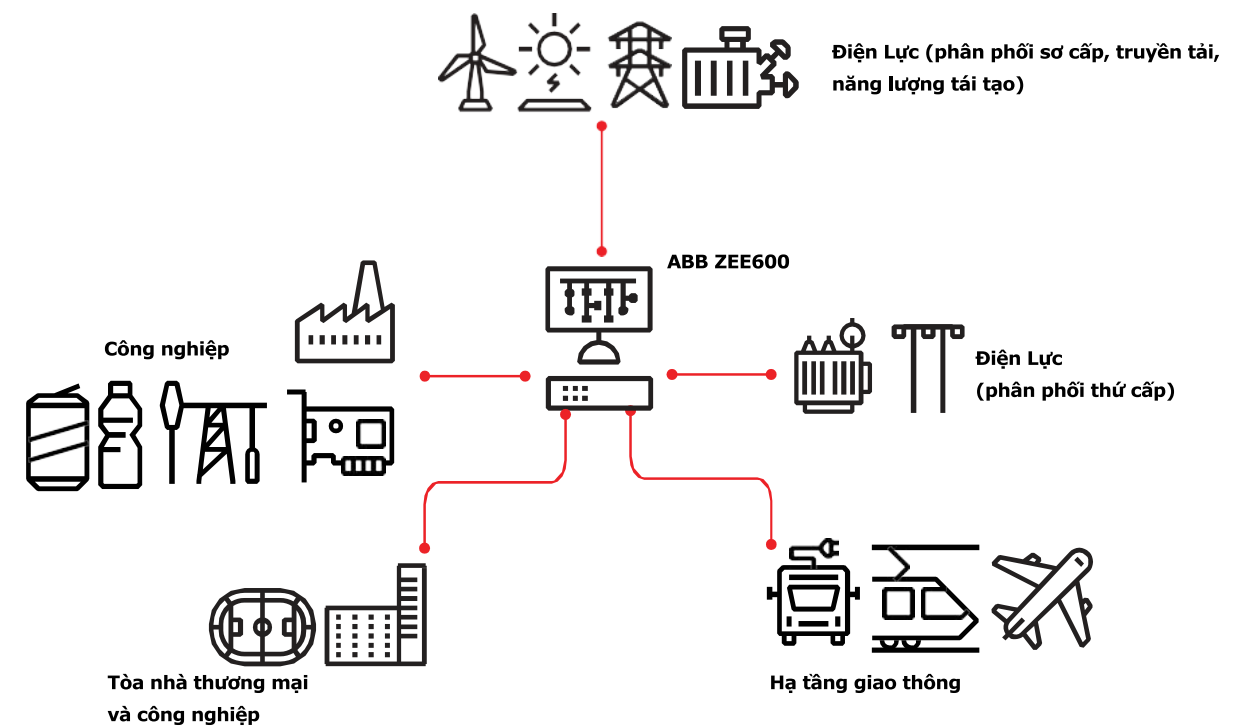 Điện Lực (phân phối sơ cấp, truyền tải,
năng lượng tái tạo)
ABB ZEE600
Công nghiệp
Điện Lực
(phân phối thứ cấp)
Tòa nhà thương mại
và công nghiệp
Hạ tầng giao thông